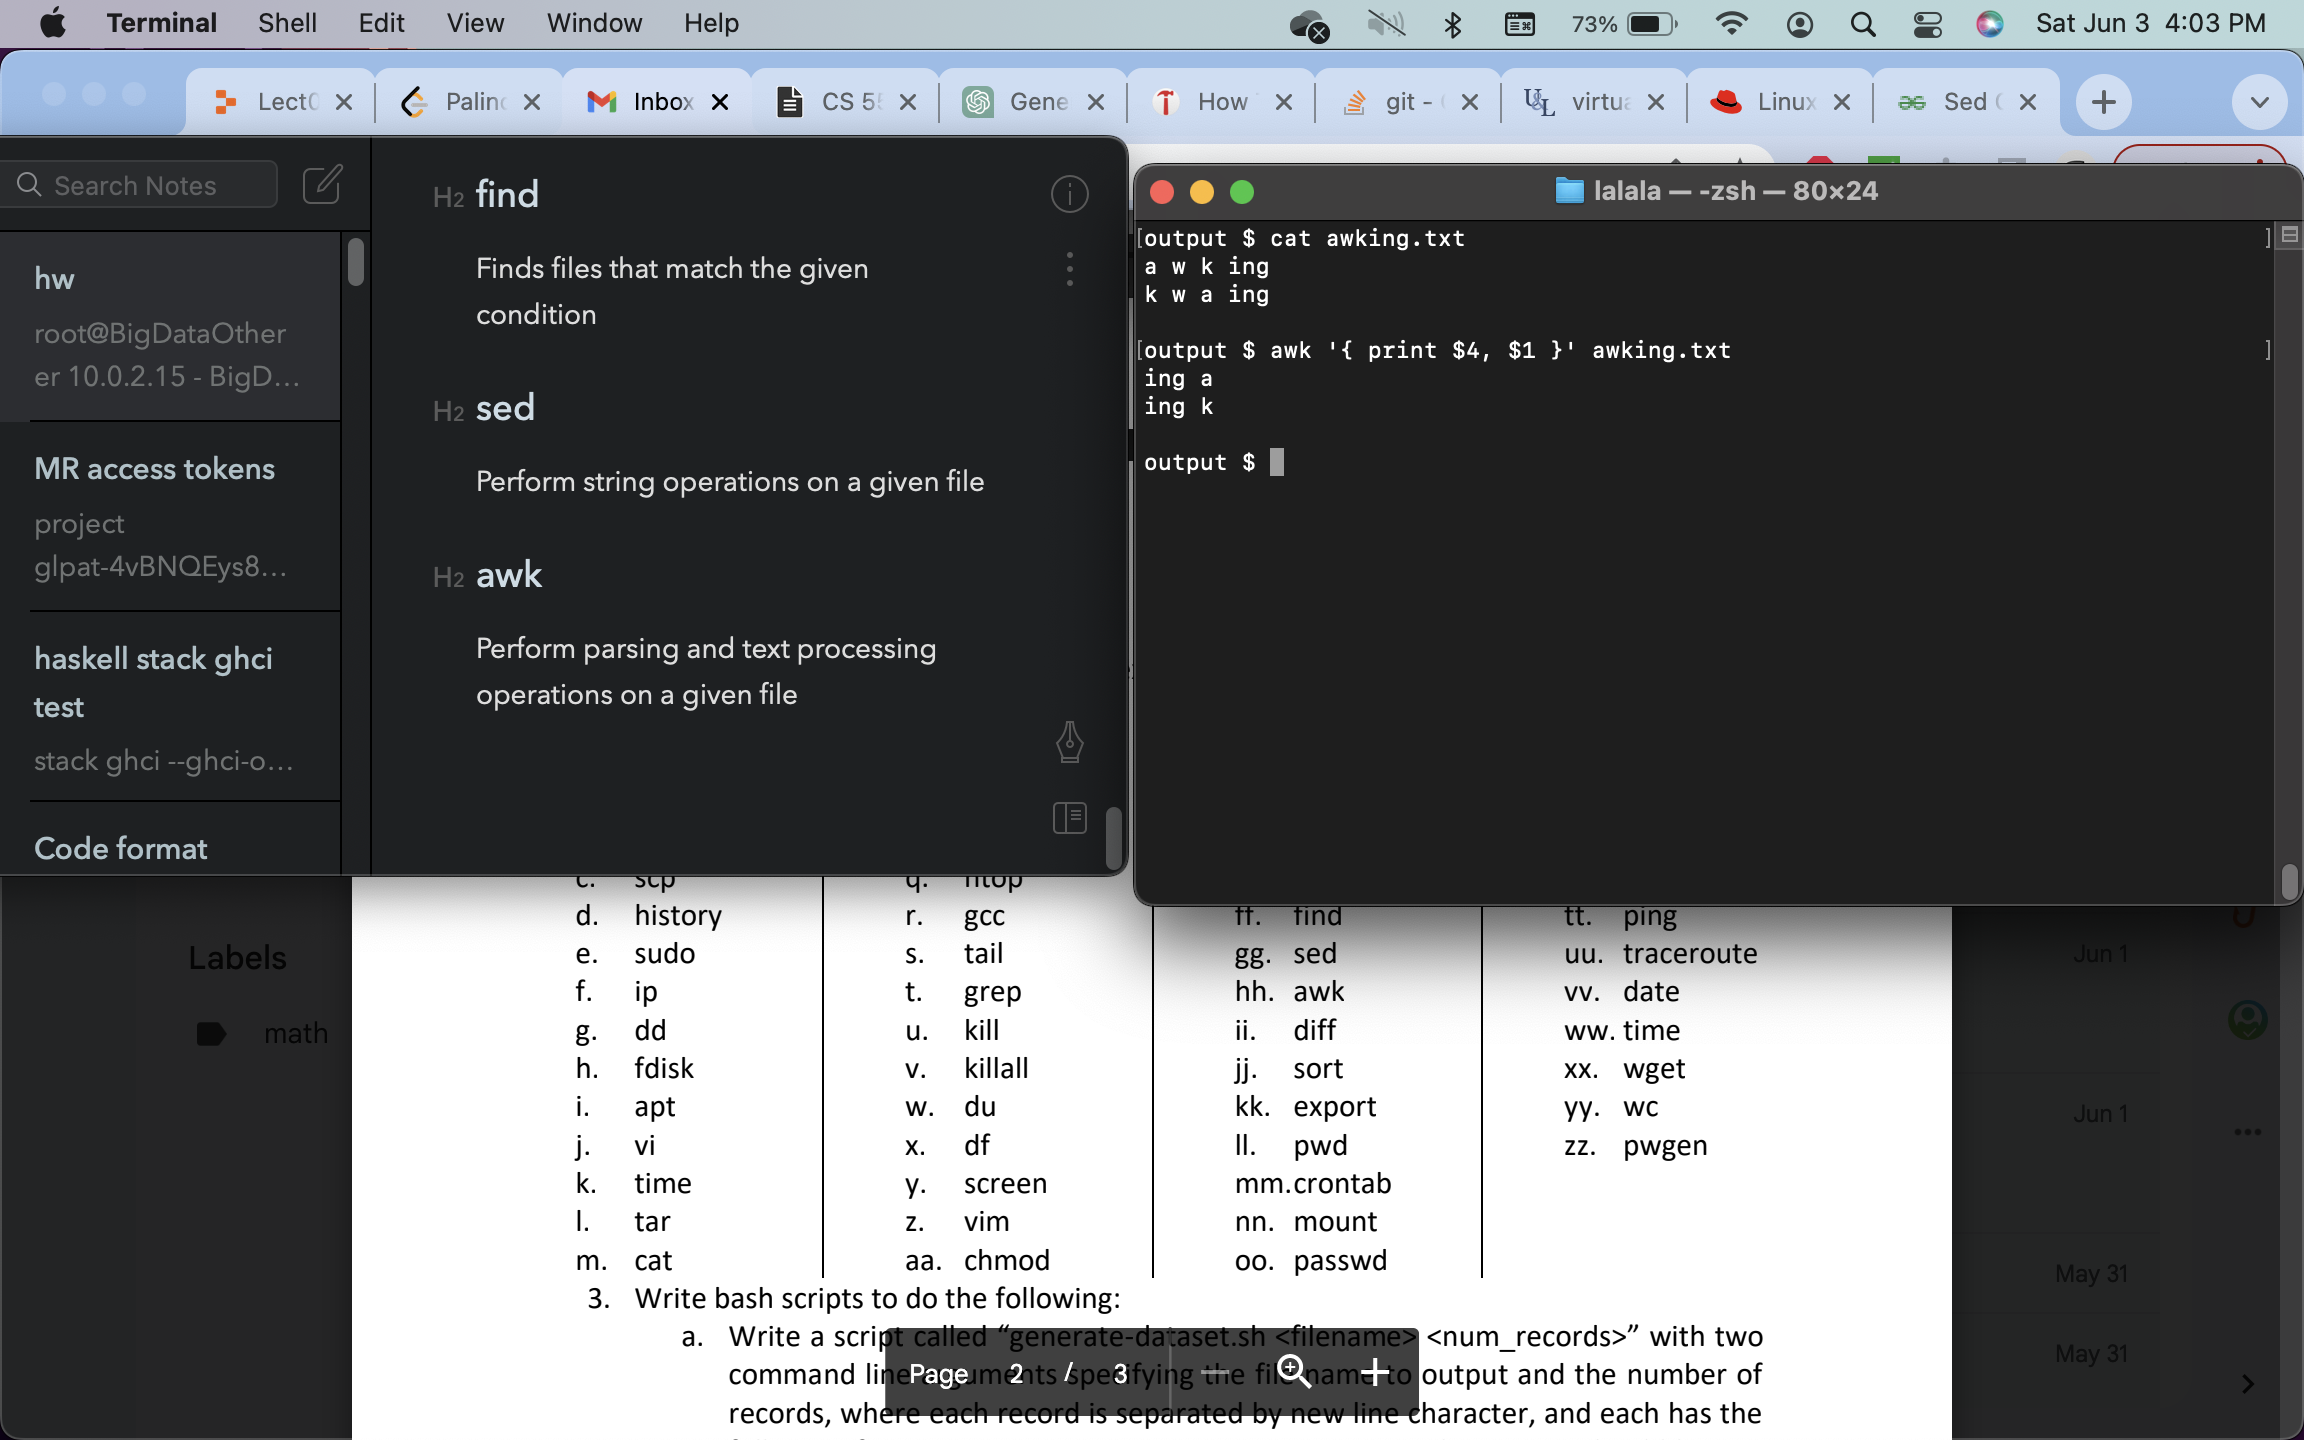 Terminal Shell Edit View Window Help 73% Sat Jun 3 4:03 PM
Lect Palin Inbox CS 5 Gene How git - virtua Linux Sed
Search Notes
hw
root@BigDataOther
er 10.0.2.15 - BigD...
MR access tokens
project
glpat-4vBNQEys8...
haskell stack ghci
test
stack ghci --ghci-o...
Code format
H2 find
Finds files that match the given
condition
H2 sed
Perform string operations on a given file
H2 awk
Perform parsing and text processing
operations on a given file
lalala — -zsh — 80×24
output $ cat awking.txt
a w k ing
k w a ing
output $ awk '{ print $4, $1 }' awking.txt
ing a
ing k
output $
Labels
math
c. scp
d. history
e. sudo
f. ip
g. dd
h. fdisk
i. apt
j. vi
k. time
l. tar
m. cat
q. htop
r. gcc
s. tail
t. grep
u. kill
v. killall
w. du
x. df
y. screen
z. vim
aa. chmod
ff. find
gg. sed
hh. awk
ii. diff
jj. sort
kk. export
ll. pwd
mm. crontab
nn. mount
oo. passwd
tt. ping
uu. traceroute
vv. date
ww. time
xx. wget
yy. wc
zz. pwgen
3. Write bash scripts to do the following:
a. Write a script called “generate-dataset.sh <filename> <num_records>” with two
command line arguments specifying the file name to output and the number of
records, where each record is separated by new line character, and each has the
Page 2 / 3
Jun 1
Jun 1
May 31
May 31